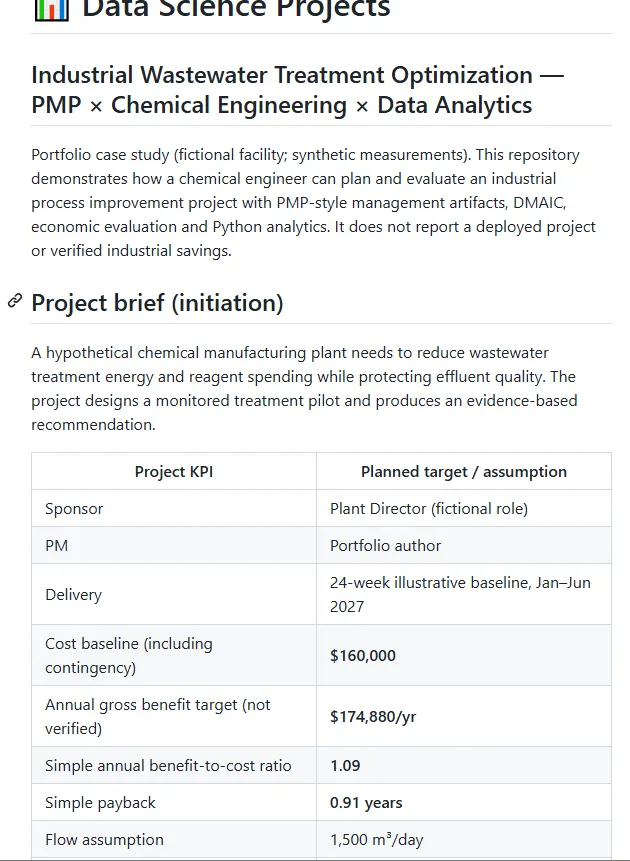 Data Science Projects
Industrial Wastewater Treatment Optimization —
PMP × Chemical Engineering × Data Analytics
Portfolio case study (fictional facility; synthetic measurements). This repository
demonstrates how a chemical engineer can plan and evaluate an industrial
process improvement project with PMP-style management artifacts, DMAIC,
economic evaluation and Python analytics. It does not report a deployed project
or verified industrial savings.
Project brief (initiation)
A hypothetical chemical manufacturing plant needs to reduce wastewater
treatment energy and reagent spending while protecting effluent quality. The
project designs a monitored treatment pilot and produces an evidence-based
recommendation.
Project KPI Planned target / assumption
Sponsor Plant Director (fictional role)
PM Portfolio author
Delivery 24-week illustrative baseline, Jan–Jun
2027
Cost baseline (including
contingency) $160,000
Annual gross benefit target (not
verified) $174,880/yr
Simple annual benefit-to-cost ratio 1.09
Simple payback 0.91 years
Flow assumption 1,500 m³/day